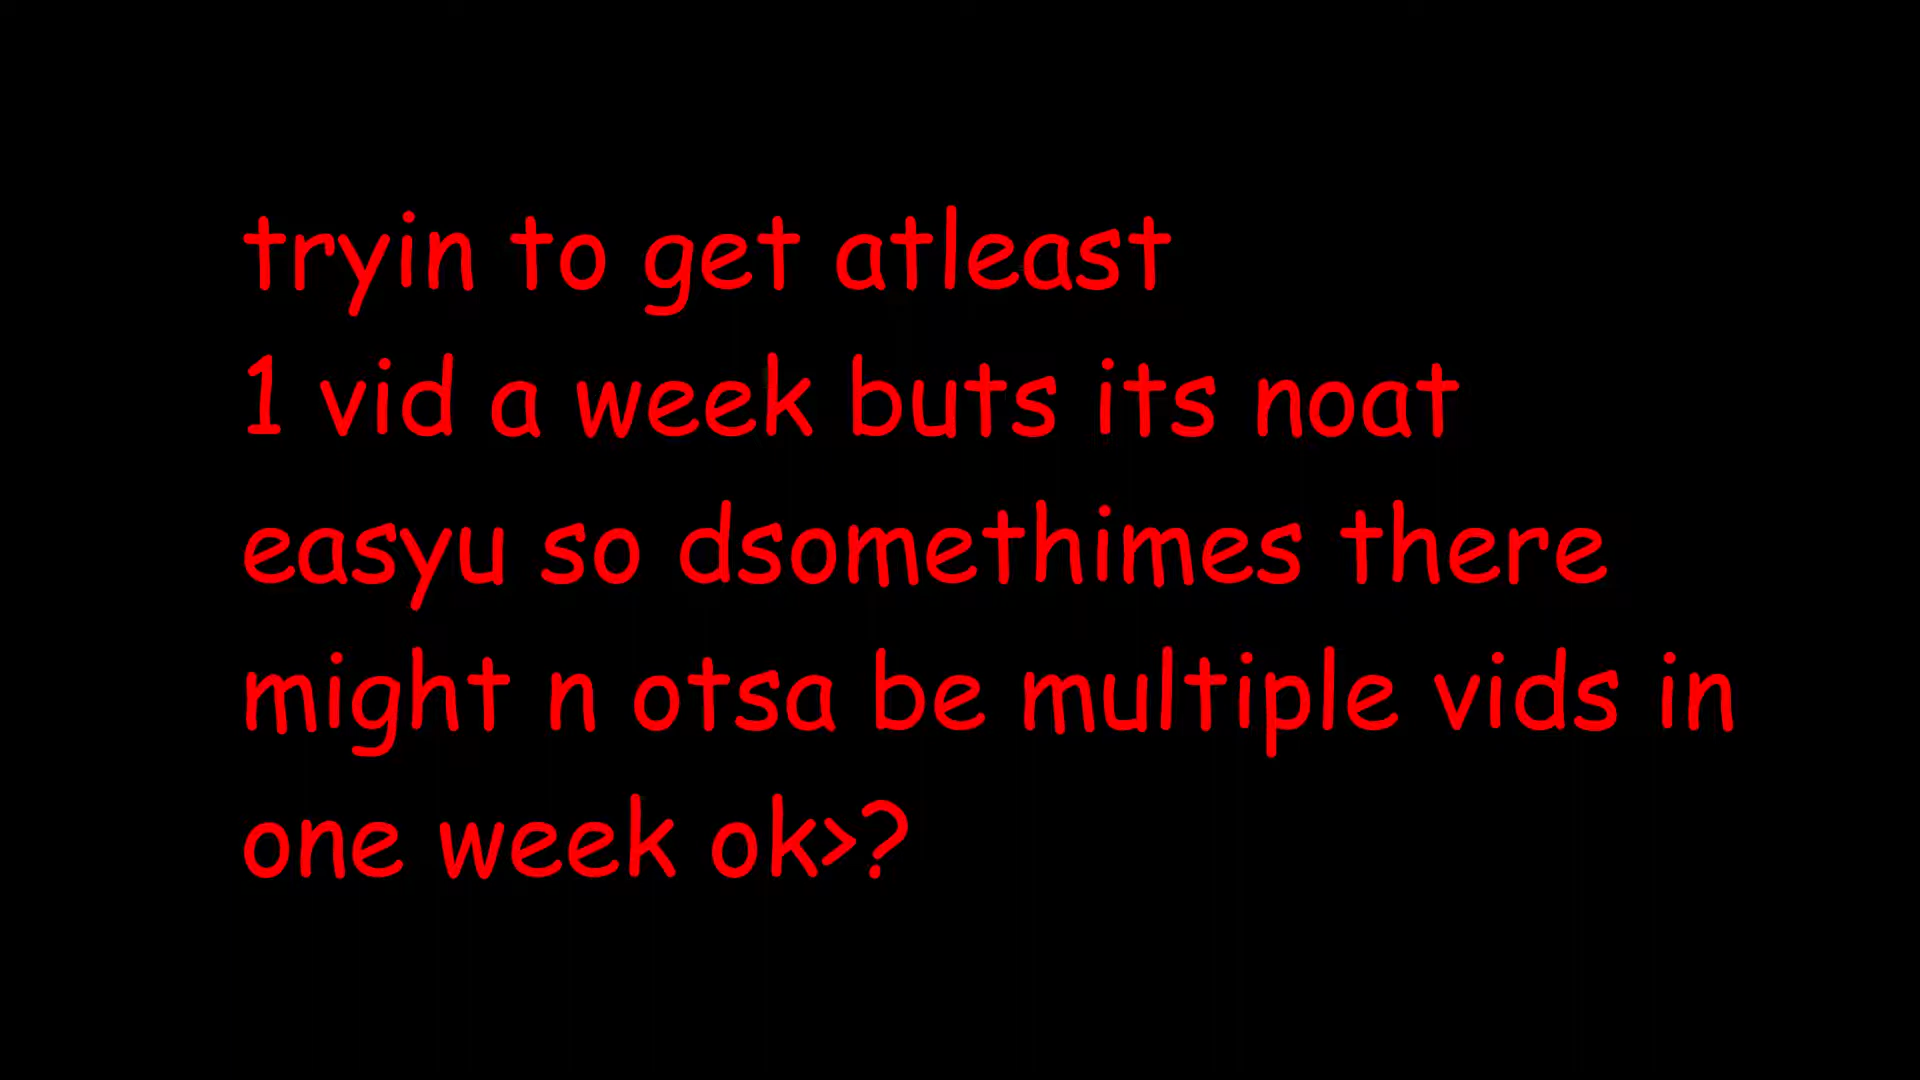 tryin to get atleast
1 vid a week buts its noat
easyu so dsomethimes there
might n otsa be multiple vids in
one week ok>?